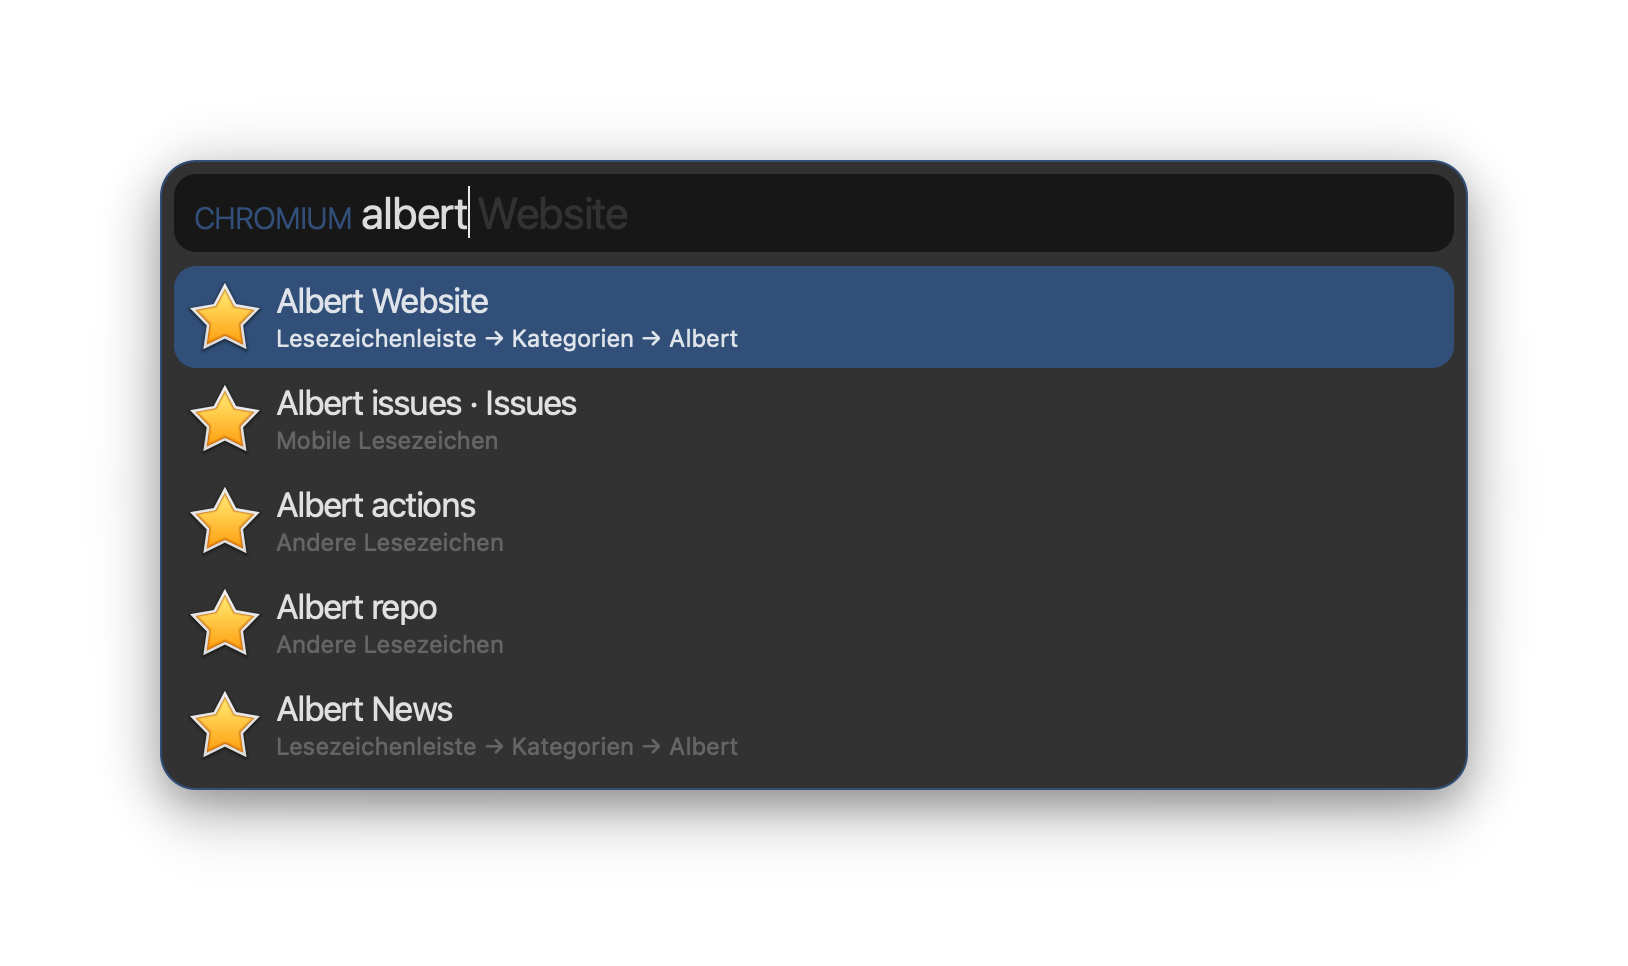 CHROMIUM albert Website
Albert Website
Lesezeichenleiste → Kategorien → Albert
Albert issues · Issues
Mobile Lesezeichen
Albert actions
Andere Lesezeichen
Albert repo
Andere Lesezeichen
Albert News
Lesezeichenleiste → Kategorien → Albert